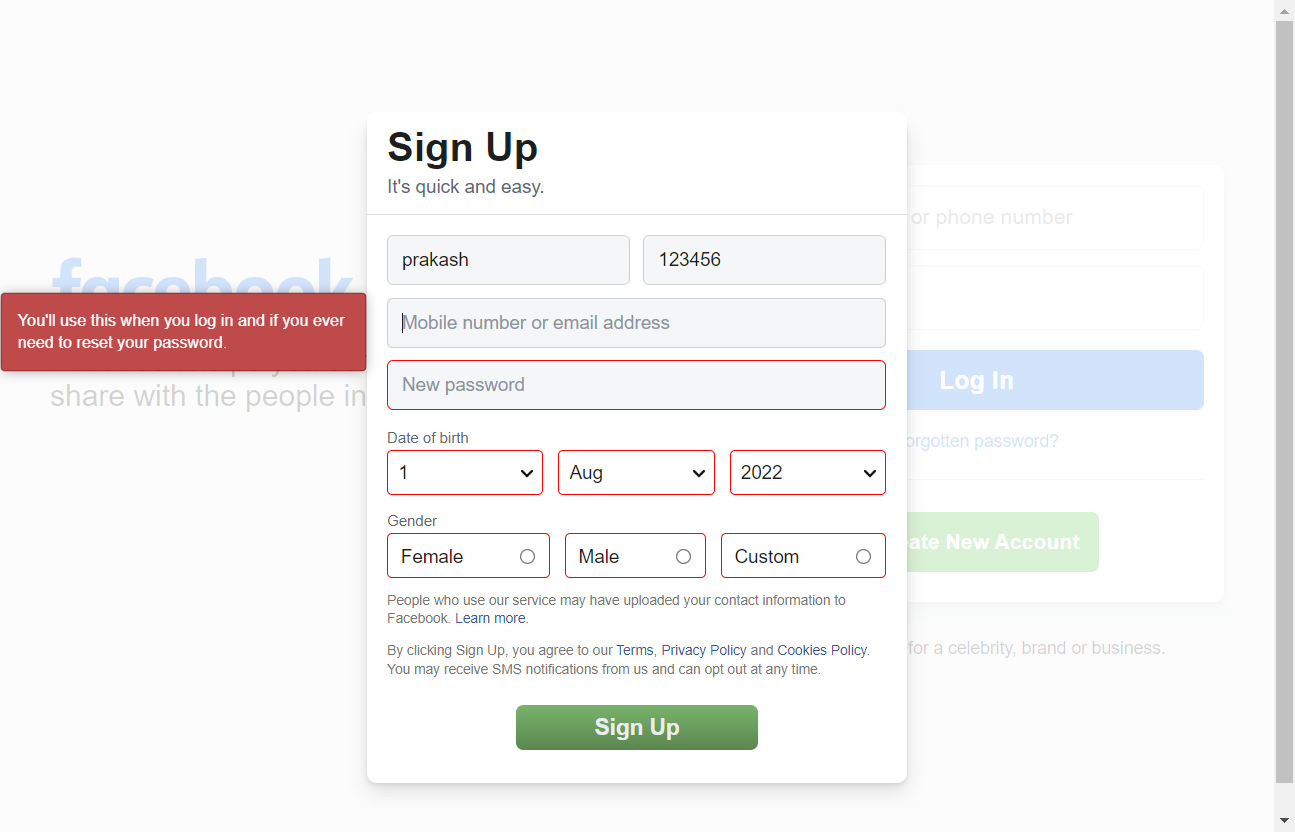 Sign Up
It's quick and easy.
prakash 123456
Mobile number or email address
New password
Date of birth
1 Aug 2022
Gender
Female Male Custom
People who use our service may have uploaded your contact information to
Facebook. Learn more.
By clicking Sign Up, you agree to our Terms, Privacy Policy and Cookies Policy.
You may receive SMS notifications from us and can opt out at any time.
Sign Up
facebook
You'll use this when you log in and if you ever
need to reset your password.
share with the people in
or phone number
Log In
password?
New Account
for a celebrity, brand or business.